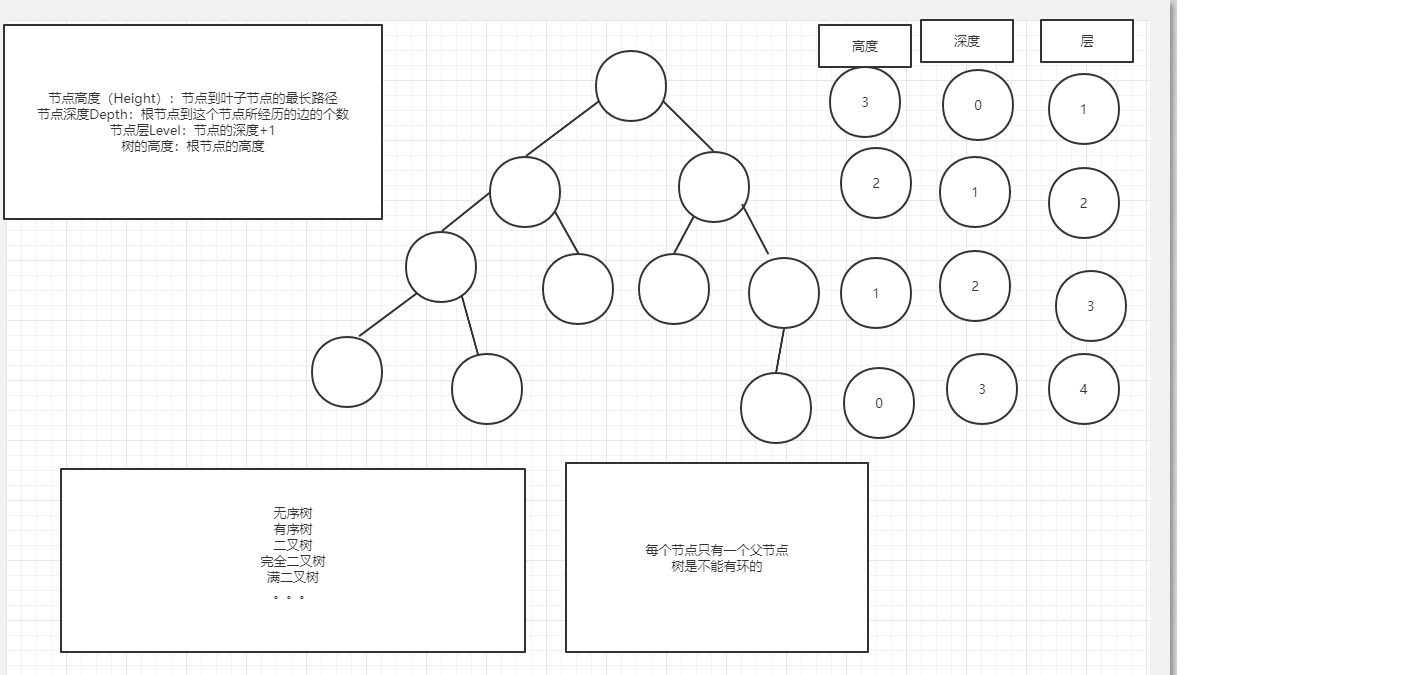 节点高度（Height）：节点到叶子节点的最长路径
节点深度Depth：根节点到这个节点所经历的边的个数
节点层Level：节点的深度+1
树的高度：根节点的高度
高度
深度
层
3
0
1
2
1
2
1
2
3
0
3
4
无序树
有序树
二叉树
完全二叉树
满二叉树
。。。
每个节点只有一个父节点
树是不能有环的